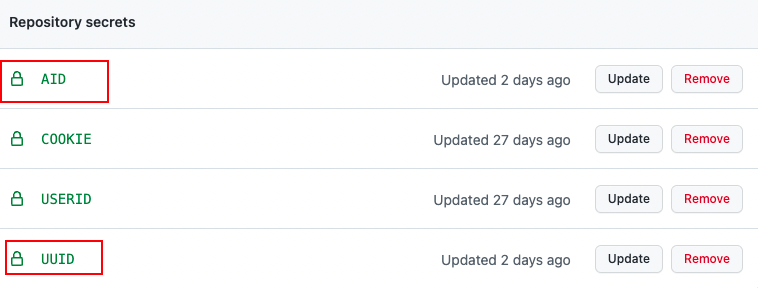 Repository secrets
AID Updated 2 days ago Update Remove
COOKIE Updated 27 days ago Update Remove
USERID Updated 27 days ago Update Remove
UUID Updated 2 days ago Update Remove